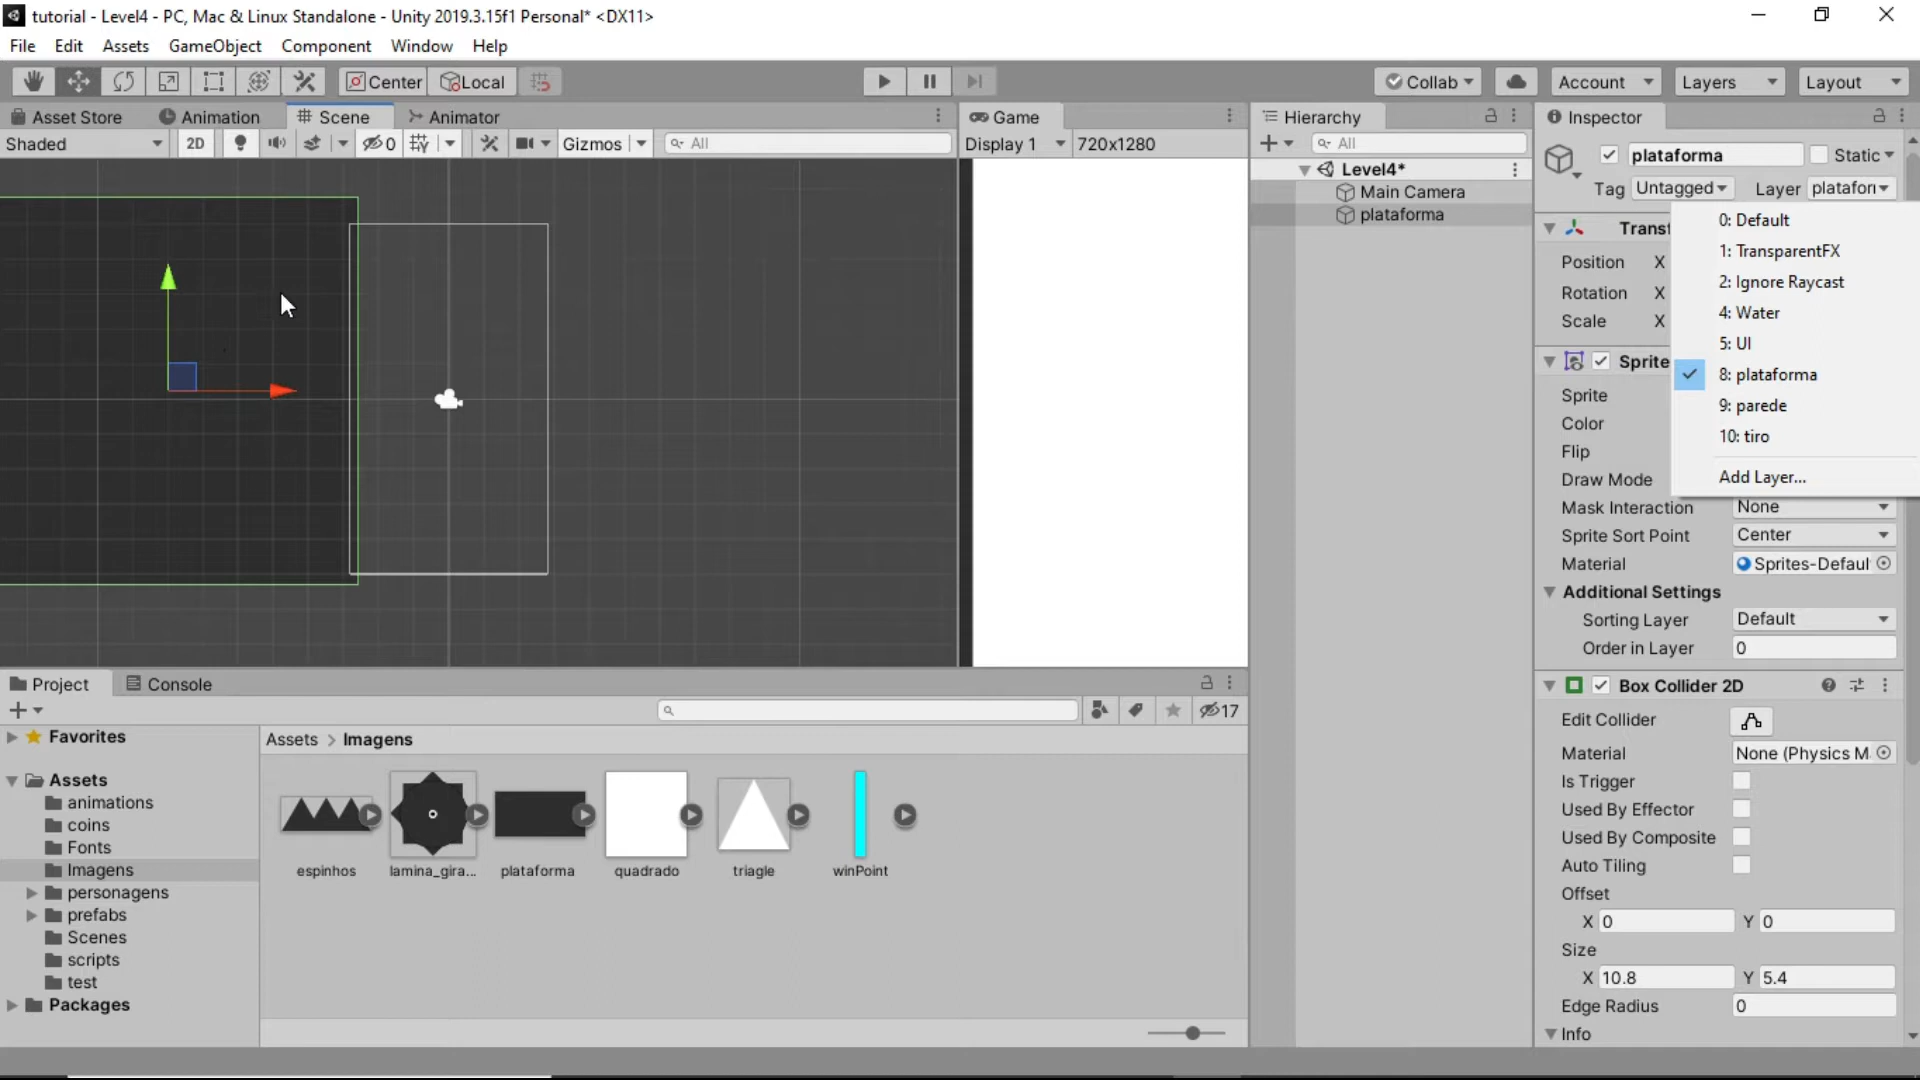 tutorial - Level4 - PC, Mac & Linux Standalone - Unity 2019.3.15f1 Personal* <DX11>
File Edit Assets GameObject Component Window Help
Center Local Collab Account Layers Layout
Asset Store Animation Scene Animator
Game
Hierarchy
Inspector
Shaded 2D 0 Gizmos All
Display 1 720x1280
All
Level4*
Main Camera
plataforma
plataforma Static
Tag Untagged Layer platafor
0: Default
1: TransparentFX
2: Ignore Raycast
4: Water
5: UI
8: plataforma
9: parede
10: tiro
Add Layer...
Transf
Position X
Rotation X
Scale X
Sprite
Sprite
Color
Flip
Draw Mode
Mask Interaction None
Sprite Sort Point Center
Material Sprites-Defaul
Additional Settings
Sorting Layer Default
Order in Layer 0
Box Collider 2D
Edit Collider
Material None (Physics M
Is Trigger
Used By Effector
Used By Composite
Auto Tiling
Offset
X 0 Y 0
Size
X 10.8 Y 5.4
Edge Radius 0
Info
Project Console
17
Favorites
Assets
animations
coins
Fonts
Imagens
personagens
prefabs
Scenes
scripts
test
Packages
Assets > Imagens
espinhos lamina_gira... plataforma quadrado triagle winPoint